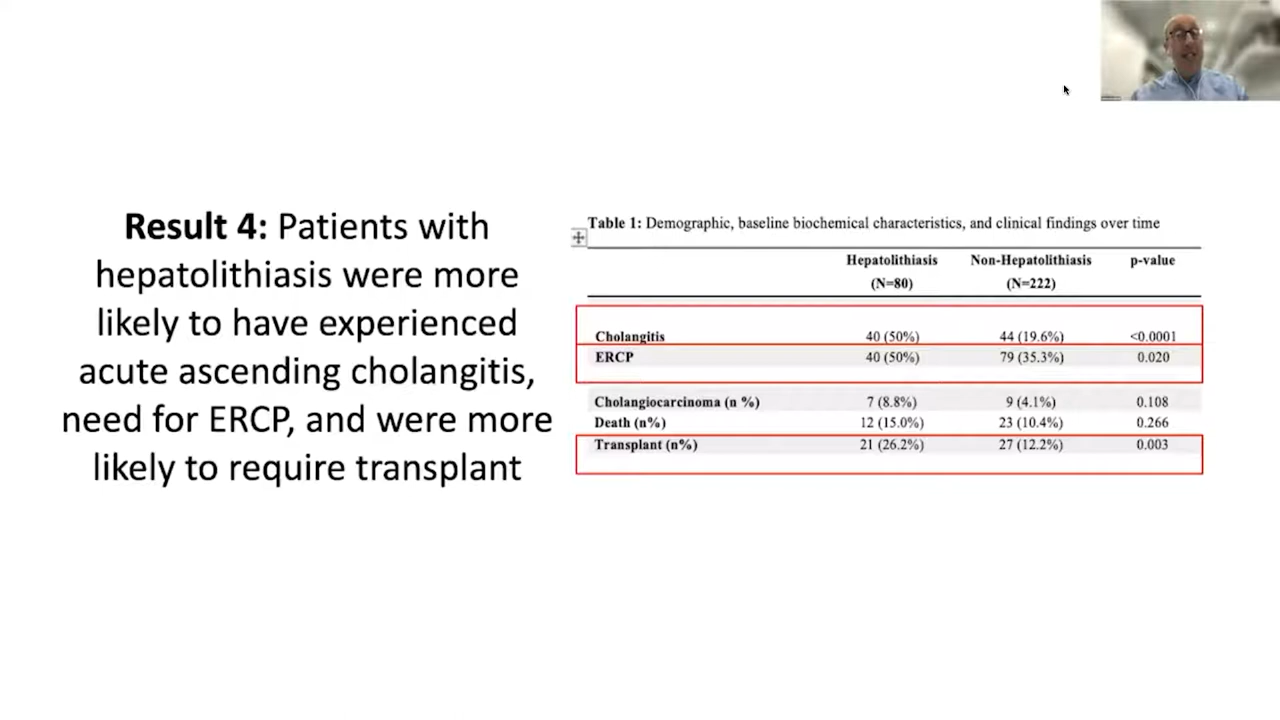 Result 4: Patients with
hepatolithiasis were more
likely to have experienced
acute ascending cholangitis,
need for ERCP, and were more
likely to require transplant
Table 1: Demographic, baseline biochemical characteristics, and clinical findings over time
Hepatolithiasis Non-Hepatolithiasis p-value
(N=80) (N=222)
Cholangitis 40 (50%) 44 (19.6%) <0.0001
ERCP 40 (50%) 79 (35.3%) 0.020
Cholangiocarcinoma (n %) 7 (8.8%) 9 (4.1%) 0.108
Death (n%) 12 (15.0%) 23 (10.4%) 0.266
Transplant (n%) 21 (26.2%) 27 (12.2%) 0.003